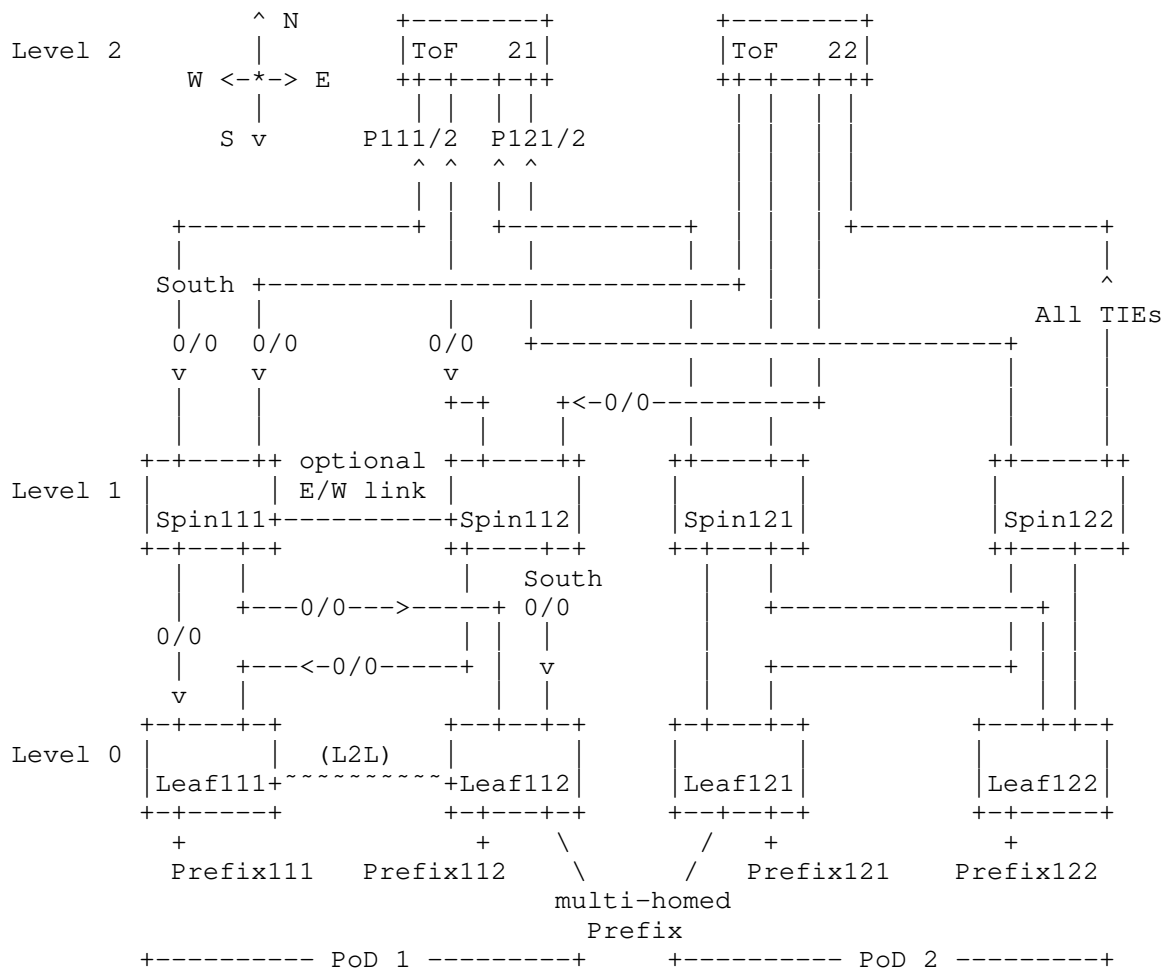 ^ N
Level 2 ToF 21 ToF 22
W <-*-> E
S v P111/2 P121/2
^ ^ ^ ^
South ^
All TIEs
0/0 0/0 0/0
v v v
<-0/0
optional
Level 1 E/W link
Spin111 Spin112 Spin121 Spin122
South
0/0 > 0/0
0/0
<-0/0 v
v
Level 0 (L2L)
Leaf111 ~~~~~~~~~~ Leaf112 Leaf121 Leaf122
+ + \ / + +
Prefix111 Prefix112 \ / Prefix121 Prefix122
multi-homed
Prefix
PoD 1 PoD 2